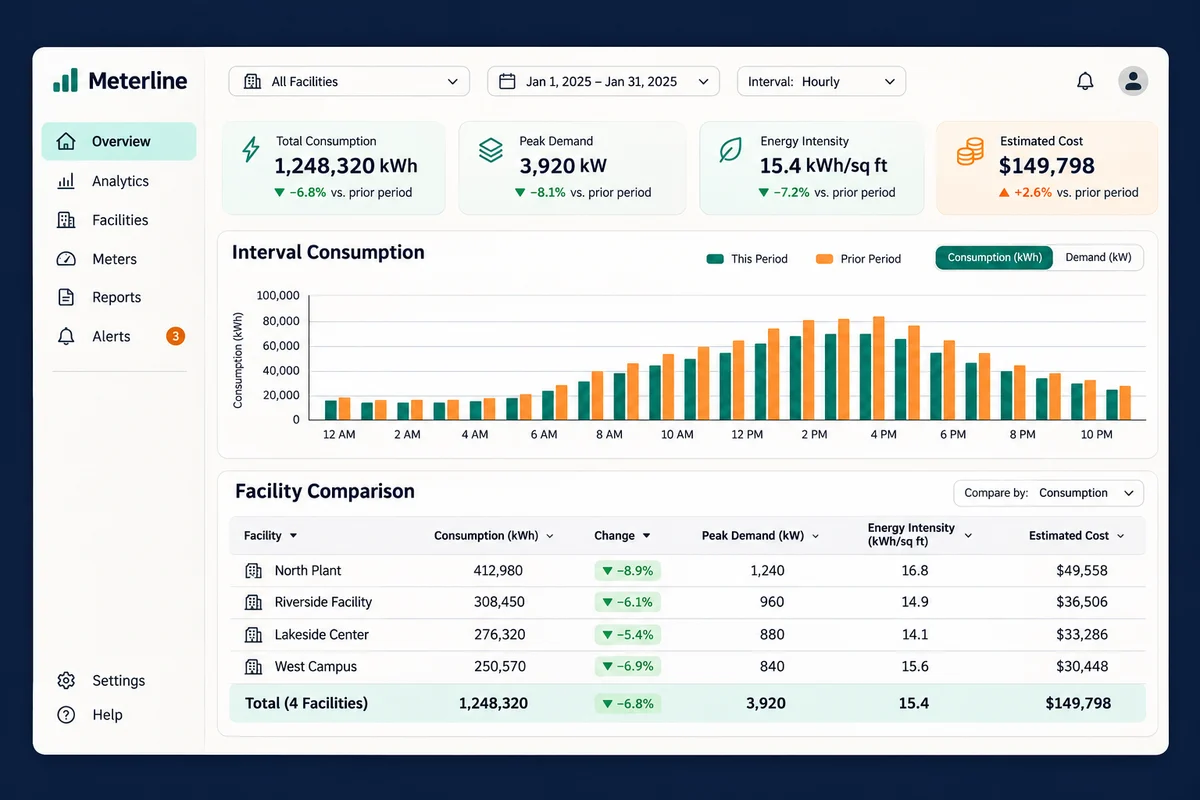 Meterline
All Facilities
Jan 1, 2025 – Jan 31, 2025
Interval: Hourly
Overview
Analytics
Facilities
Meters
Reports
Alerts
3
Settings
Help
Total Consumption
1,248,320 kWh
▼ −6.8% vs. prior period
Peak Demand
3,920 kW
▼ −8.1% vs. prior period
Energy Intensity
15.4 kWh/sq ft
▼ −7.2% vs. prior period
Estimated Cost
$149,798
▲ +2.6% vs. prior period
Interval Consumption
This Period
Prior Period
Consumption (kWh)
Demand (kW)
Consumption (kWh)
100,000
80,000
60,000
40,000
20,000
0
12 AM 2 AM 4 AM 6 AM 8 AM 10 AM 12 PM 2 PM 4 PM 6 PM 8 PM 10 PM
Facility Comparison
Compare by: Consumption
Facility ▼ Consumption (kWh) Change ▼ Peak Demand (kW) Energy Intensity (kWh/sq ft) Estimated Cost
North Plant 412,980 ▼ −8.9% 1,240 16.8 $49,558
Riverside Facility 308,450 ▼ −6.1% 960 14.9 $36,506
Lakeside Center 276,320 ▼ −5.4% 880 14.1 $33,286
West Campus 250,570 ▼ −6.9% 840 15.6 $30,448
Total (4 Facilities) 1,248,320 ▼ −6.8% 3,920 15.4 $149,798